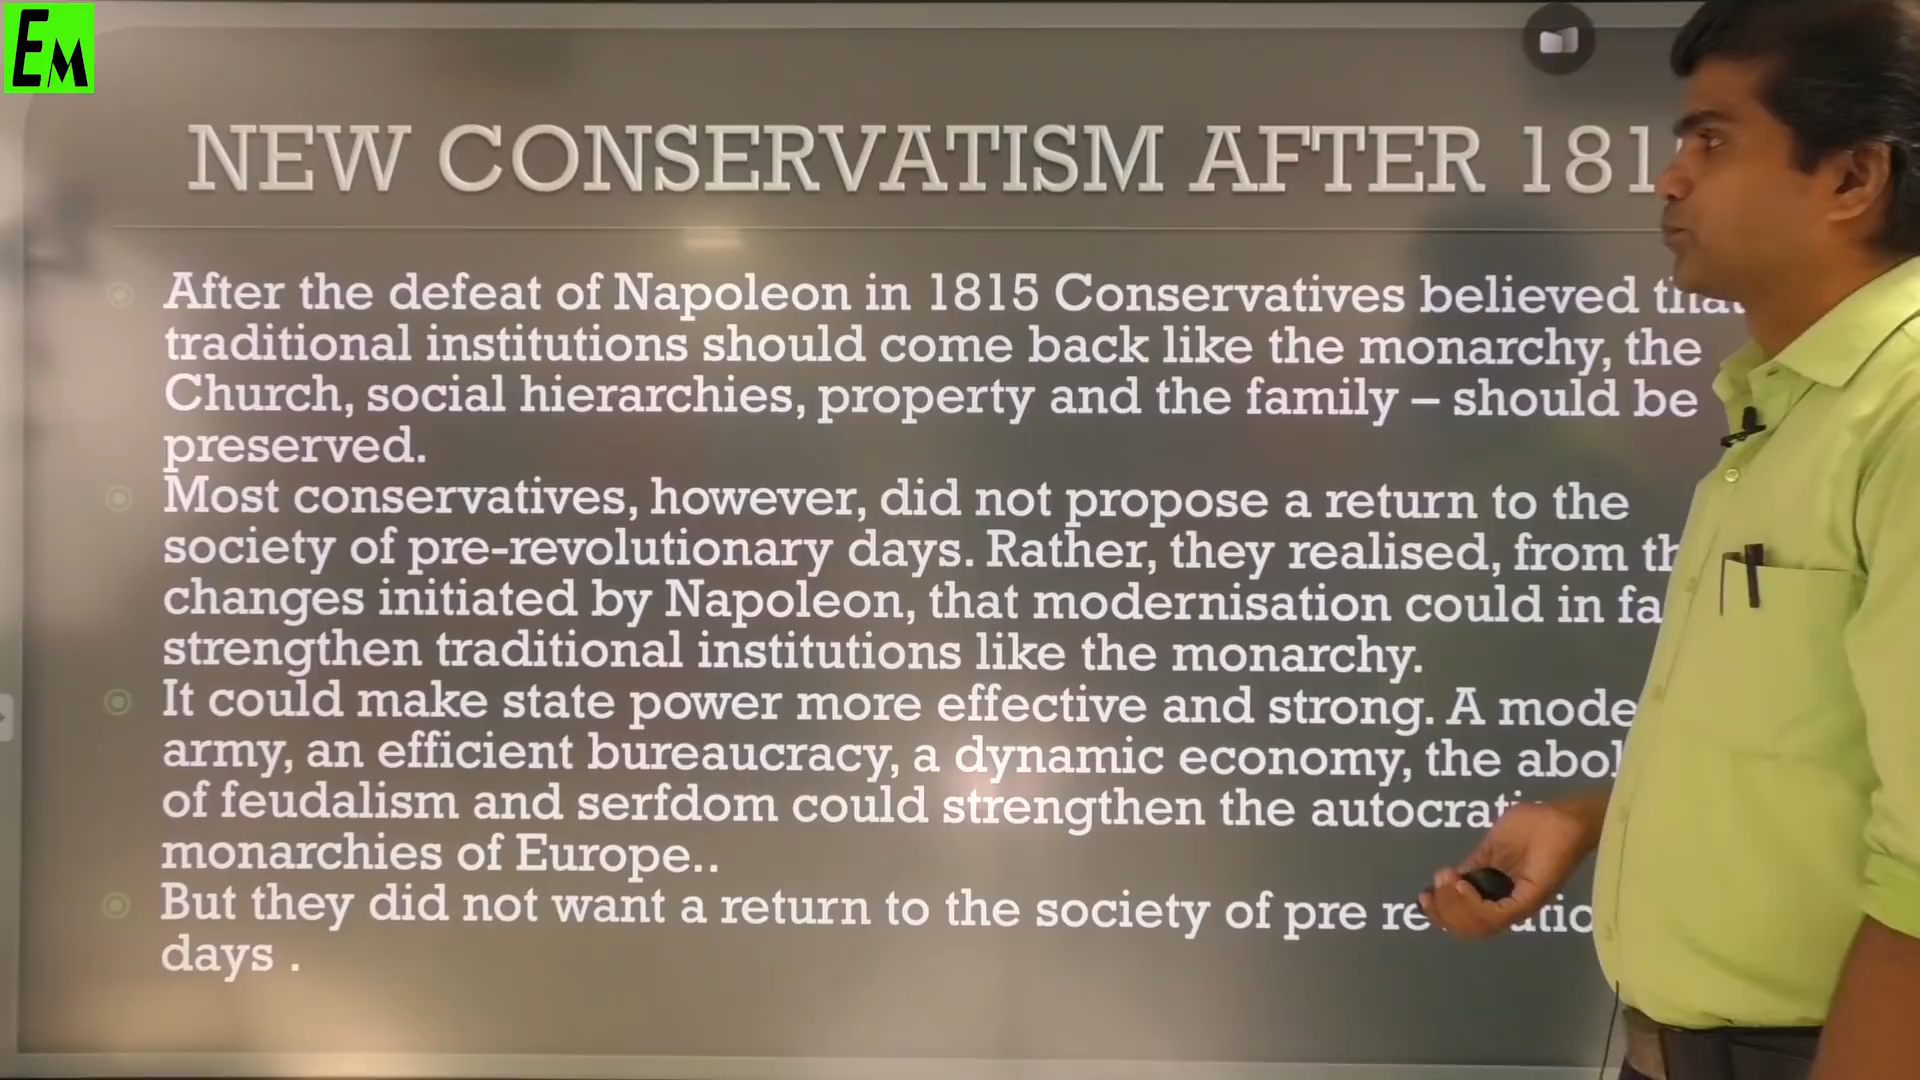 EM
NEW CONSERVATISM AFTER
After the defeat of Napoleon in 1815 Conservatives believed that
traditional institutions should come back like the monarchy, the
Church, social hierarchies, property and the family – should be
preserved.
Most conservatives, however, did not propose a return to the
society of pre-revolutionary days. Rather, they realised, from
changes initiated by Napoleon, that modernisation could in
strengthen traditional institutions like the monarchy.
It could make state power more effective and strong. A
army, an efficient bureaucracy, a dynamic economy, the
of feudalism and serfdom could strengthen the
monarchies of Europe..
But they did not want a return to the society of pre
days .